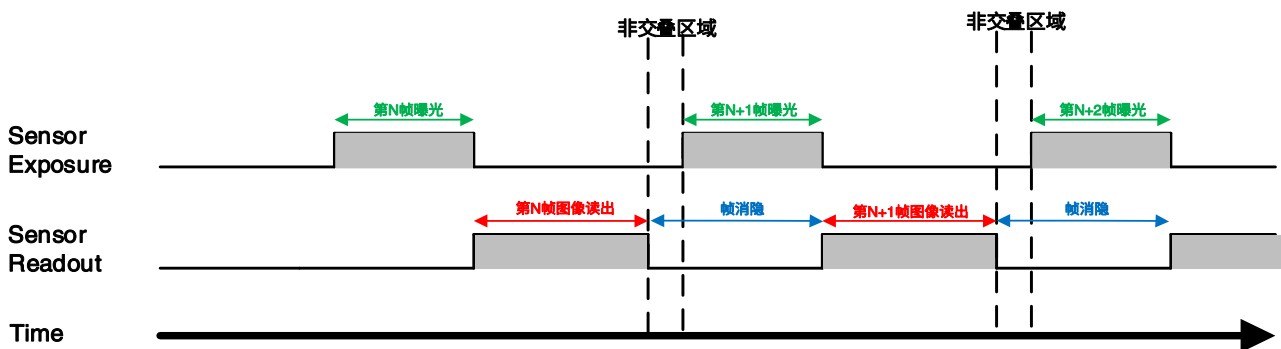 非交叠区域
非交叠区域
第N帧曝光
第N+1帧曝光
第N+2帧曝光
Sensor
Exposure
第N帧图像读出
帧消隐
第N+1帧图像读出
帧消隐
Sensor
Readout
Time